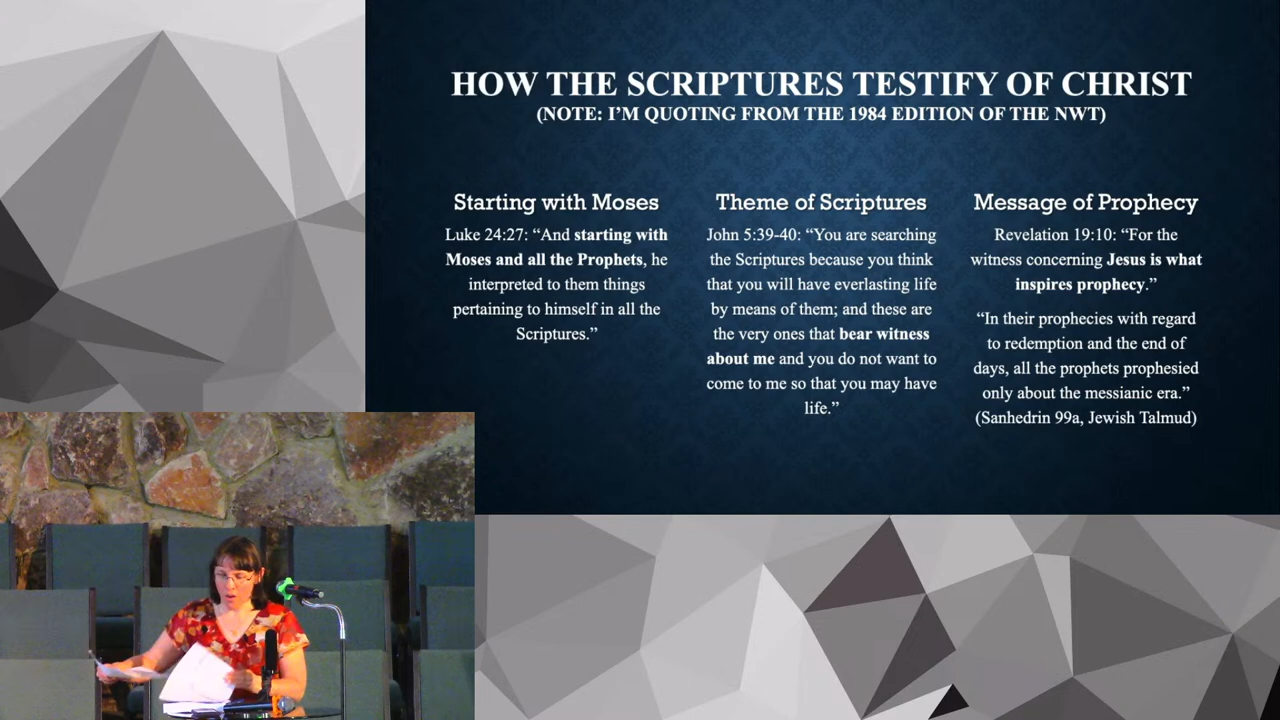 HOW THE SCRIPTURES TESTIFY OF CHRIST
(NOTE: I'M QUOTING FROM THE 1984 EDITION OF THE NWT)
Starting with Moses
Luke 24:27: “And starting with
Moses and all the Prophets, he
interpreted to them things
pertaining to himself in all the
Scriptures.”
Theme of Scriptures
John 5:39-40: “You are searching
the Scriptures because you think
that you will have everlasting life
by means of them; and these are
the very ones that bear witness
about me and you do not want to
come to me so that you may have
life.”
Message of Prophecy
Revelation 19:10: “For the
witness concerning Jesus is what
inspires prophecy.”
“In their prophecies with regard
to redemption and the end of
days, all the prophets prophesied
only about the messianic era.”
(Sanhedrin 99a, Jewish Talmud)